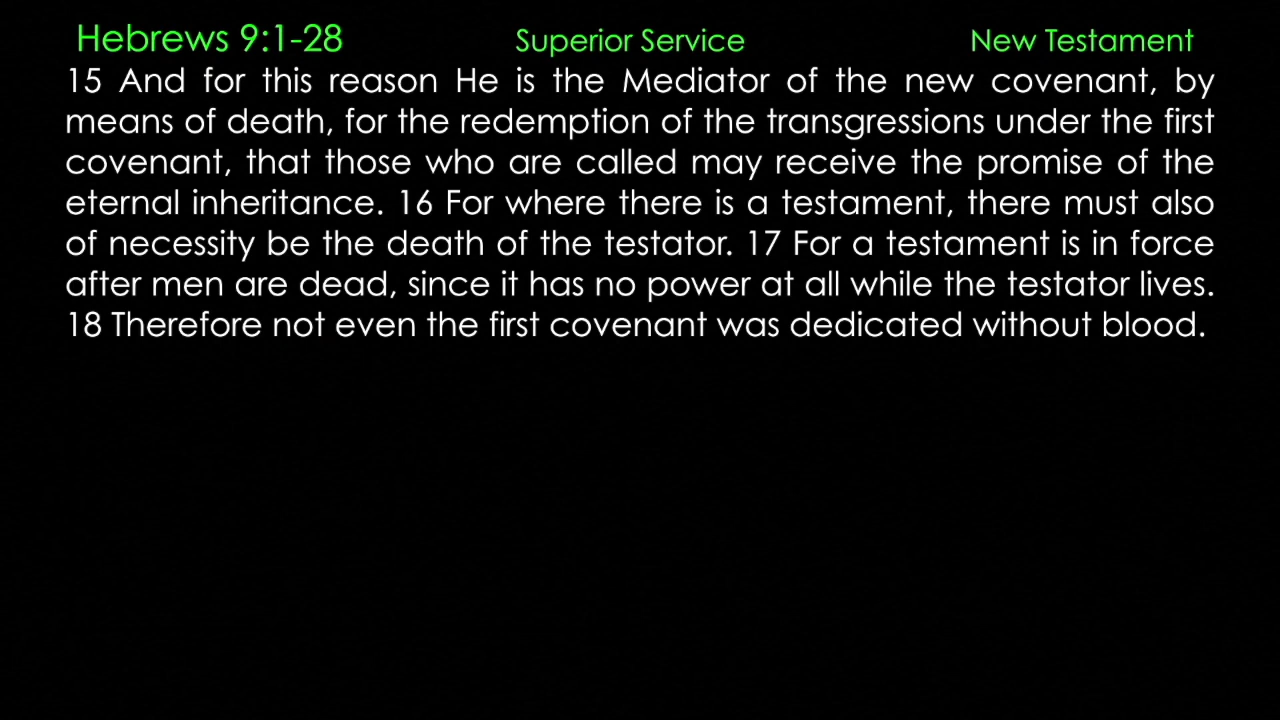 Hebrews 9:1-28 Superior Service New Testament
15 And for this reason He is the Mediator of the new covenant, by
means of death, for the redemption of the transgressions under the first
covenant, that those who are called may receive the promise of the
eternal inheritance. 16 For where there is a testament, there must also
of necessity be the death of the testator. 17 For a testament is in force
after men are dead, since it has no power at all while the testator lives.
18 Therefore not even the first covenant was dedicated without blood.